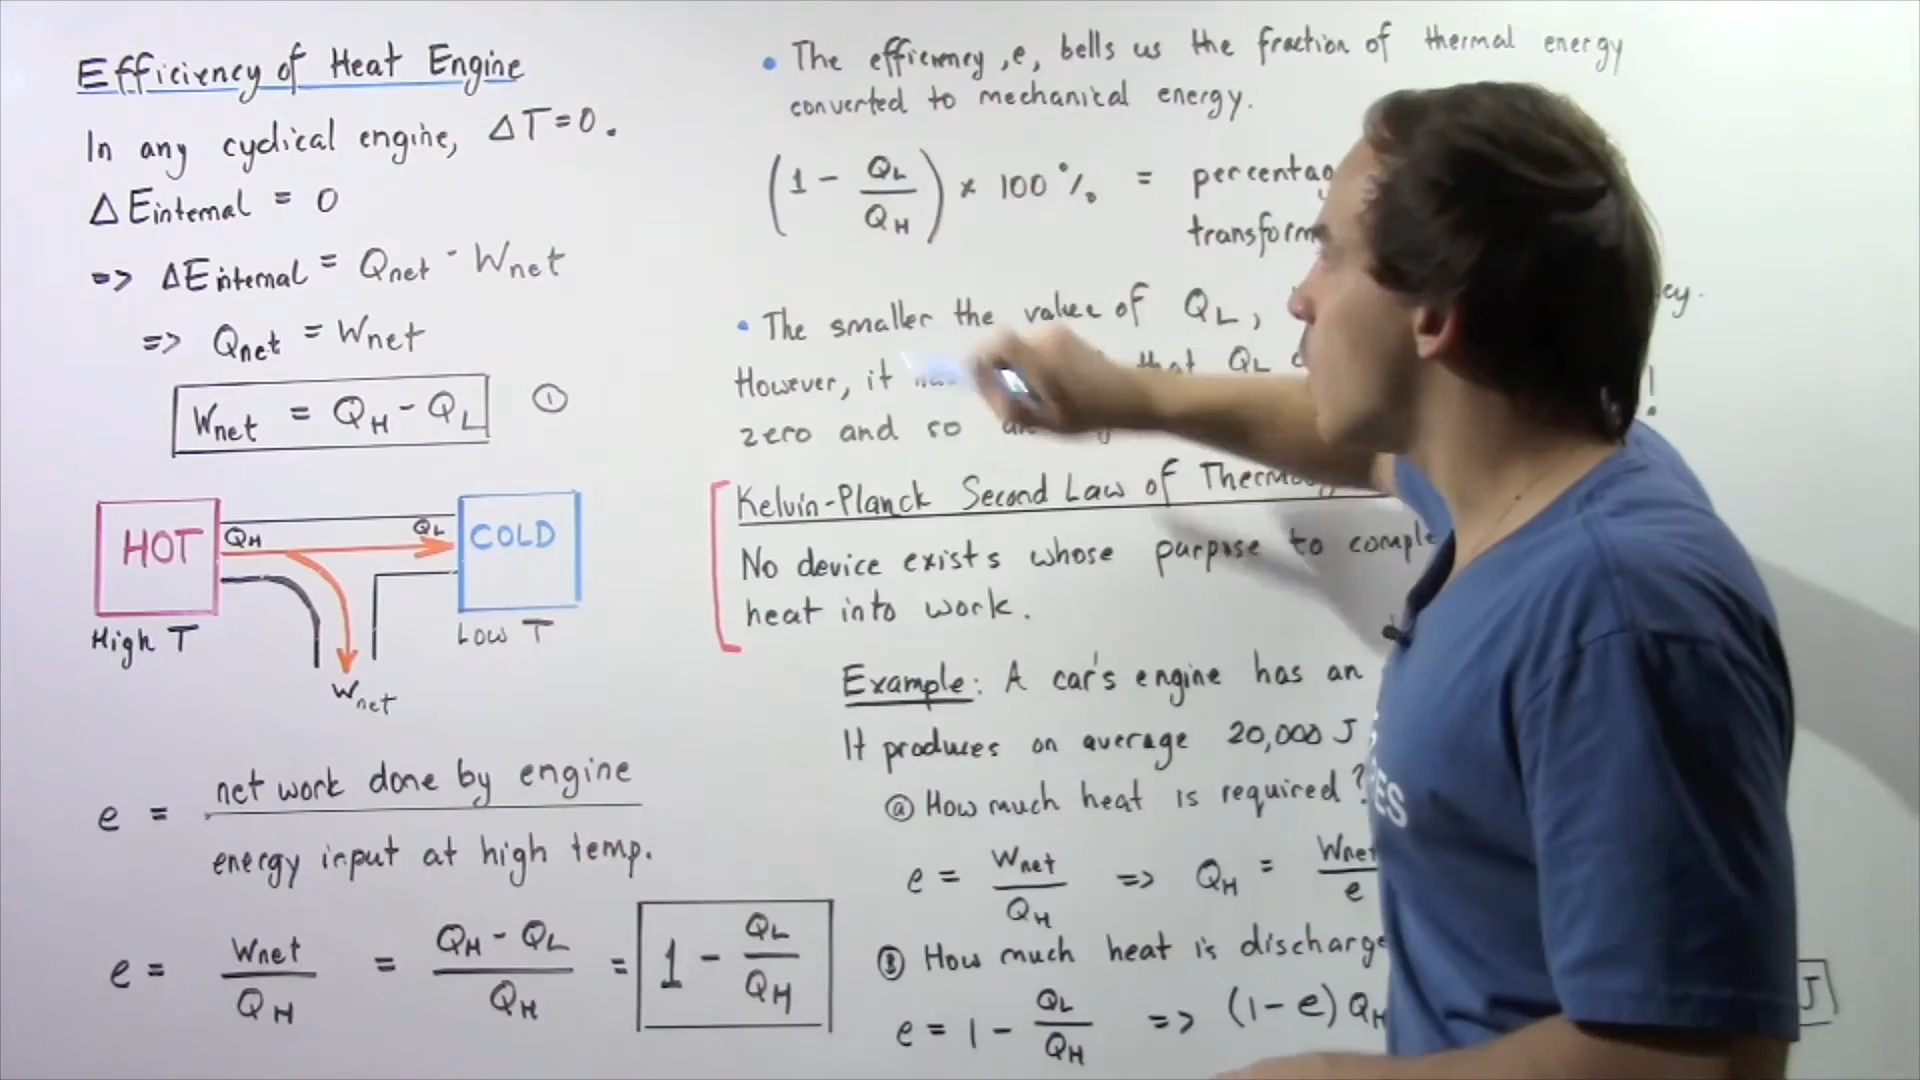 Efficiency of Heat Engine
In any cyclical engine, ΔT=0.
ΔEinternal = 0
=> ΔEinternal = Qnet - Wnet
=> Qnet = Wnet
Wnet = QH - QL ①
HOT QH QL COLD
High T Low T
Wnet
e = net work done by engine
energy input at high temp.
e = Wnet / QH = QH - QL / QH = 1 - QL / QH
• The efficiency, e, bells us the fraction of thermal energy
converted to mechanical energy.
(1 - QL / QH) × 100 % = percentag
transform
• The smaller the value of QL, cy.
However, it that QL !
zero and so
Kelvin-Planck Second Law of Thermody
No device exists whose purpose to comple
heat into work.
Example: A car's engine has an
It produces on average 20,000 J
ⓐ How much heat is required?
e = Wnet / QH => QH = Wnet / e
Ⓑ How much heat is discharge
e = 1 - QL / QH => (1 - e) QH J
ES